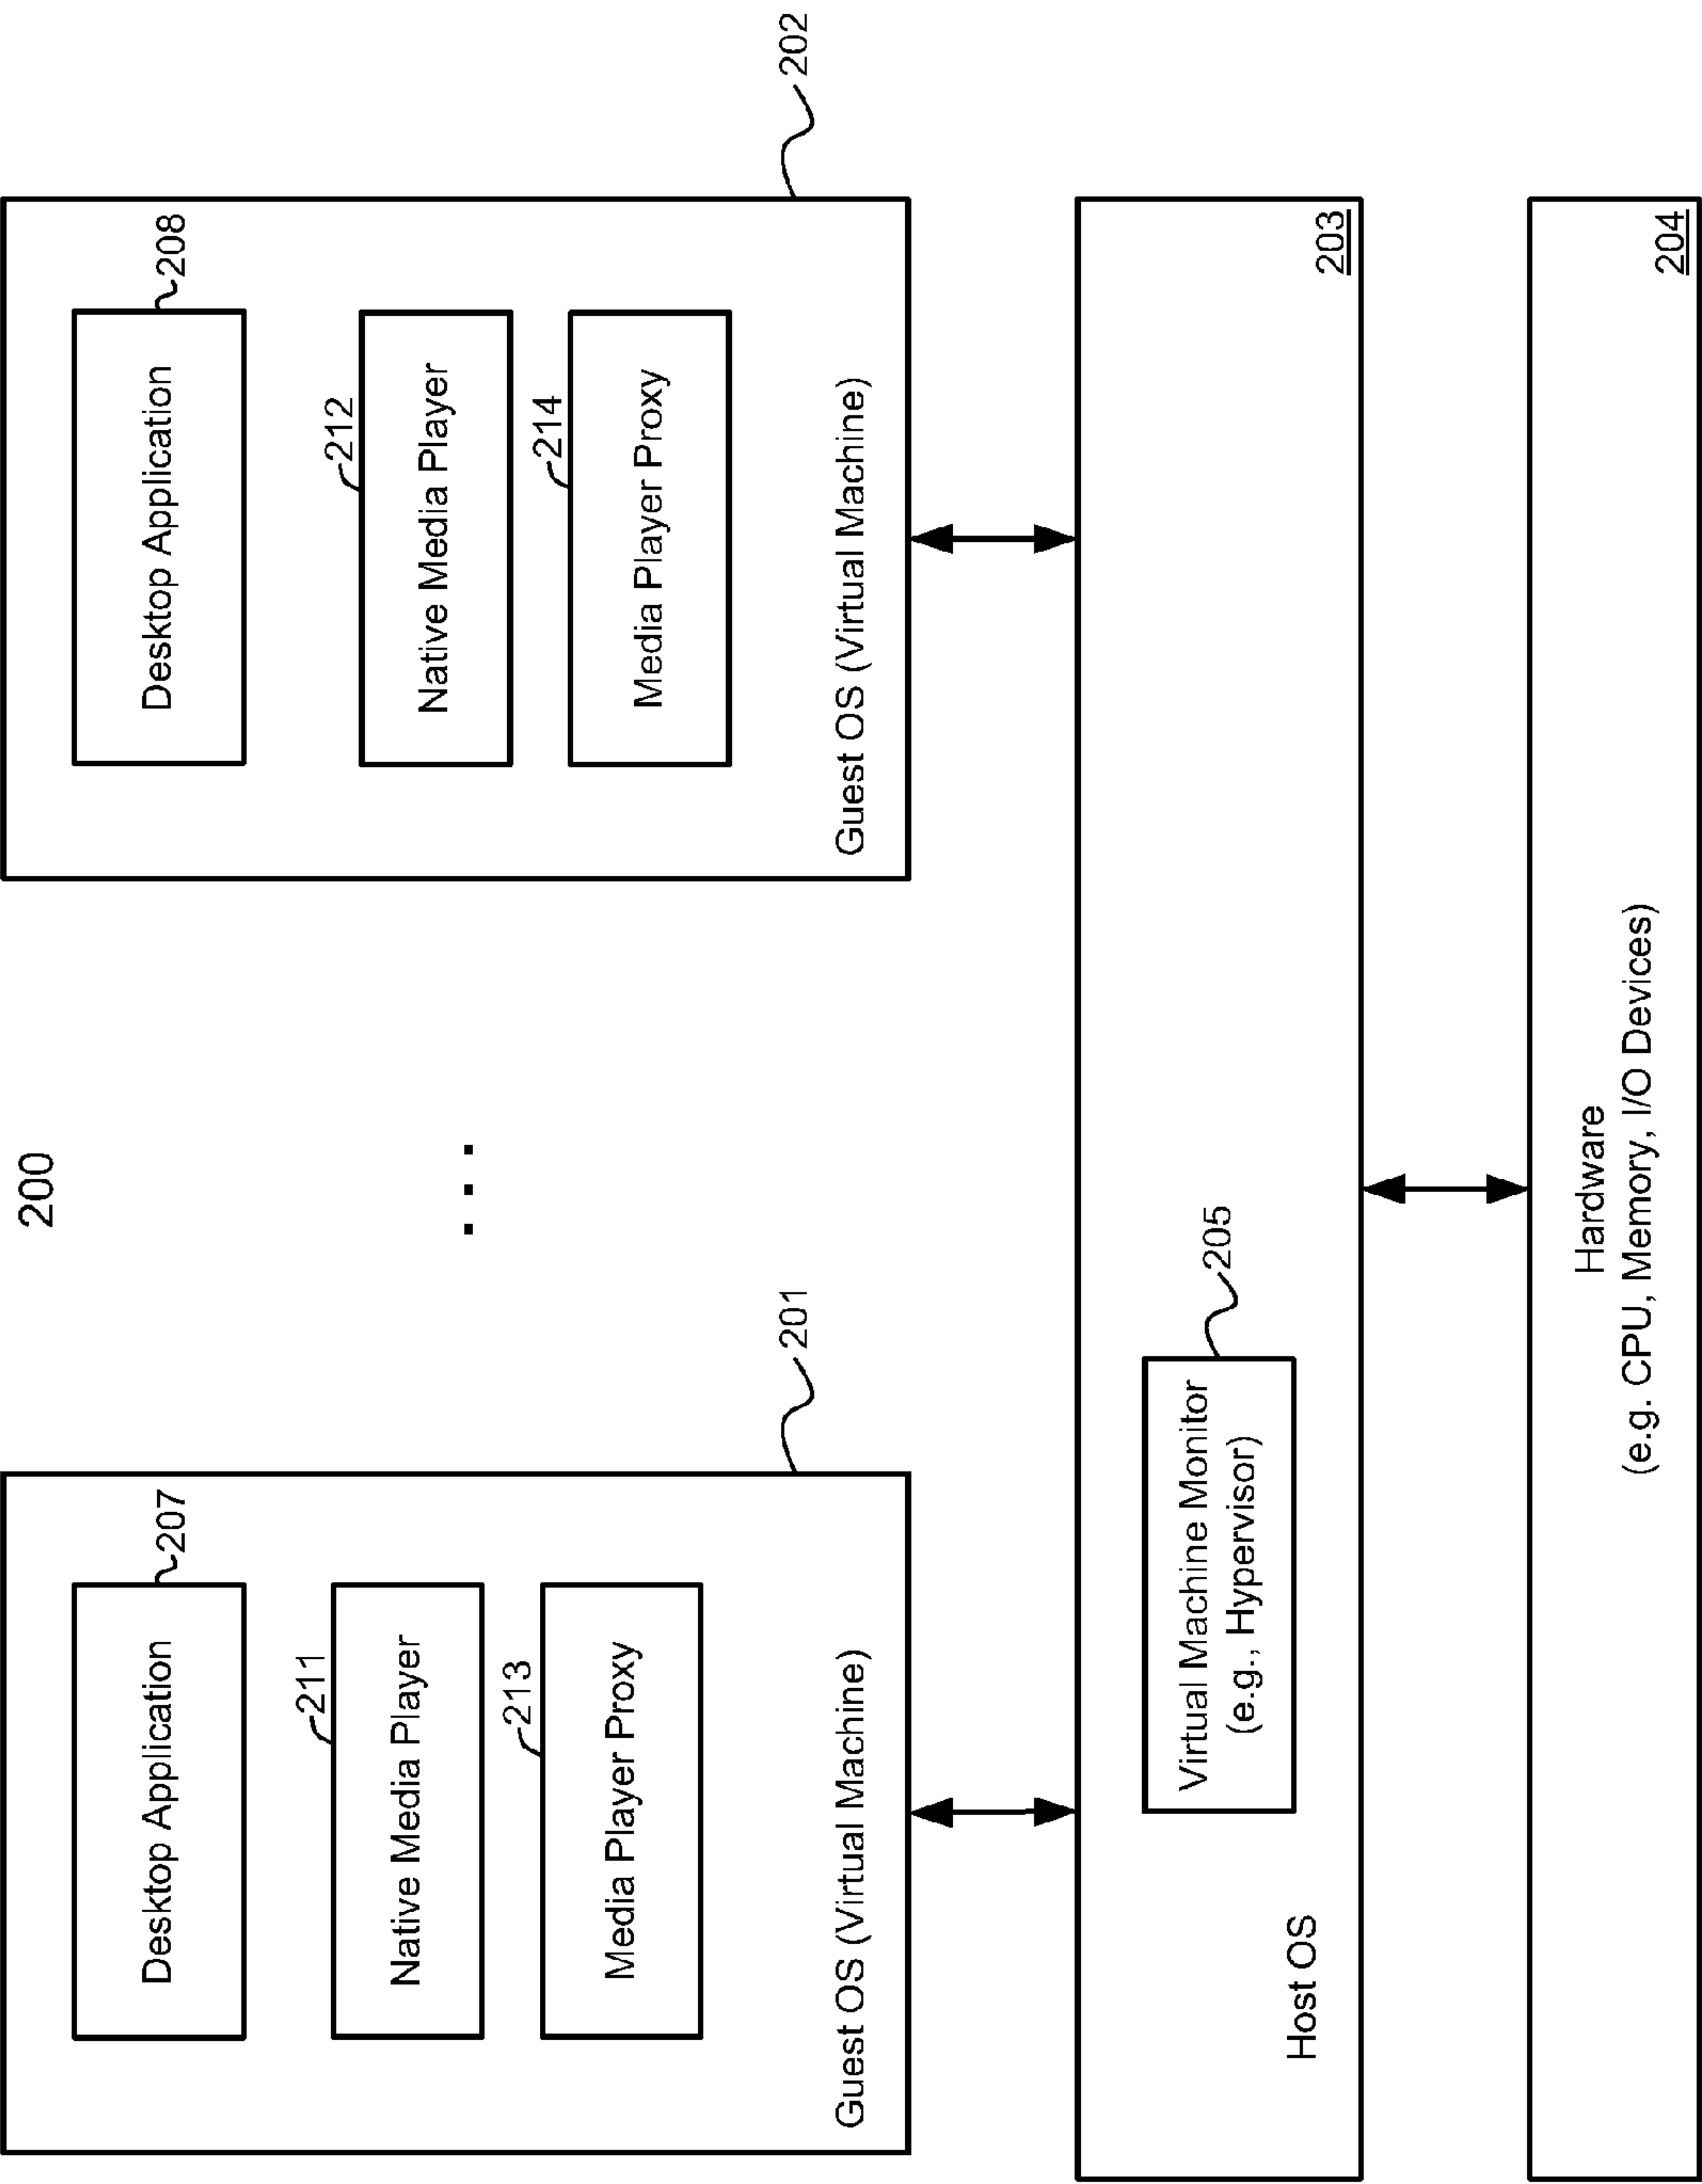 200
Desktop Application
207
211
Native Media Player
213
Media Player Proxy
Guest OS (Virtual Machine)
201
. . .
Desktop Application
208
212
Native Media Player
214
Media Player Proxy
Guest OS (Virtual Machine)
202
Virtual Machine Monitor
(e.g., Hypervisor)
205
Host OS
203
Hardware
(e.g. CPU, Memory, I/O Devices)
204